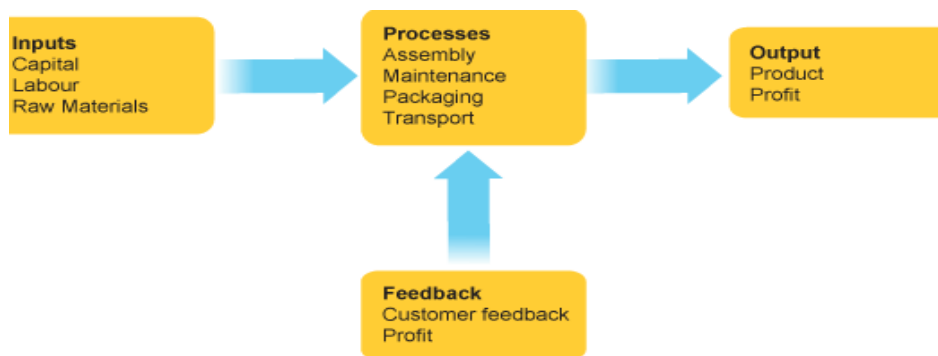 Inputs
Capital
Labour
Raw Materials
Processes
Assembly
Maintenance
Packaging
Transport
Output
Product
Profit
Feedback
Customer feedback
Profit